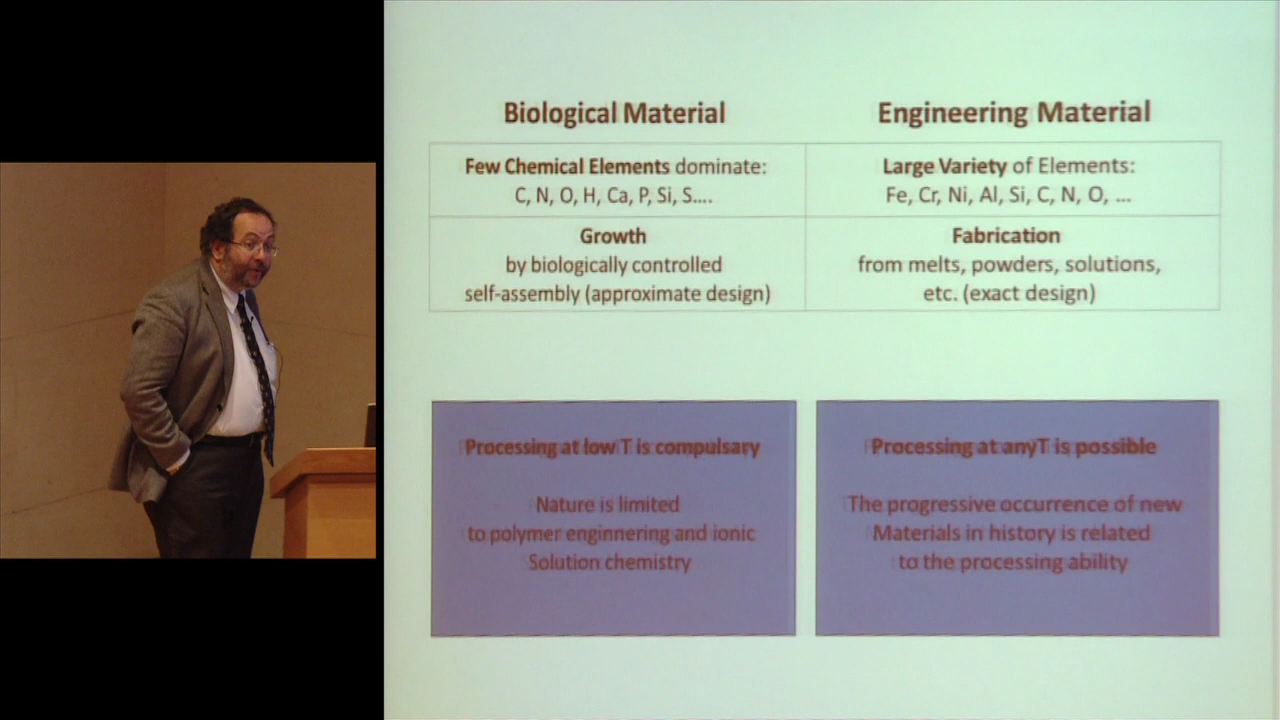 Biological Material
Engineering Material
Few Chemical Elements dominate:
C, N, O, H, Ca, P, Si, S....
Large Variety of Elements:
Fe, Cr, Ni, Al, Si, C, N, O, ...
Growth
by biologically controlled
self-assembly (approximate design)
Fabrication
from melts, powders, solutions,
etc. (exact design)
Processing at low T is compulsary
Nature is limited
to polymer enginnering and ionic
Solution chemistry
Processing at anyT is possible
The progressive occurrence of new
Materials in history is related
to the processing ability